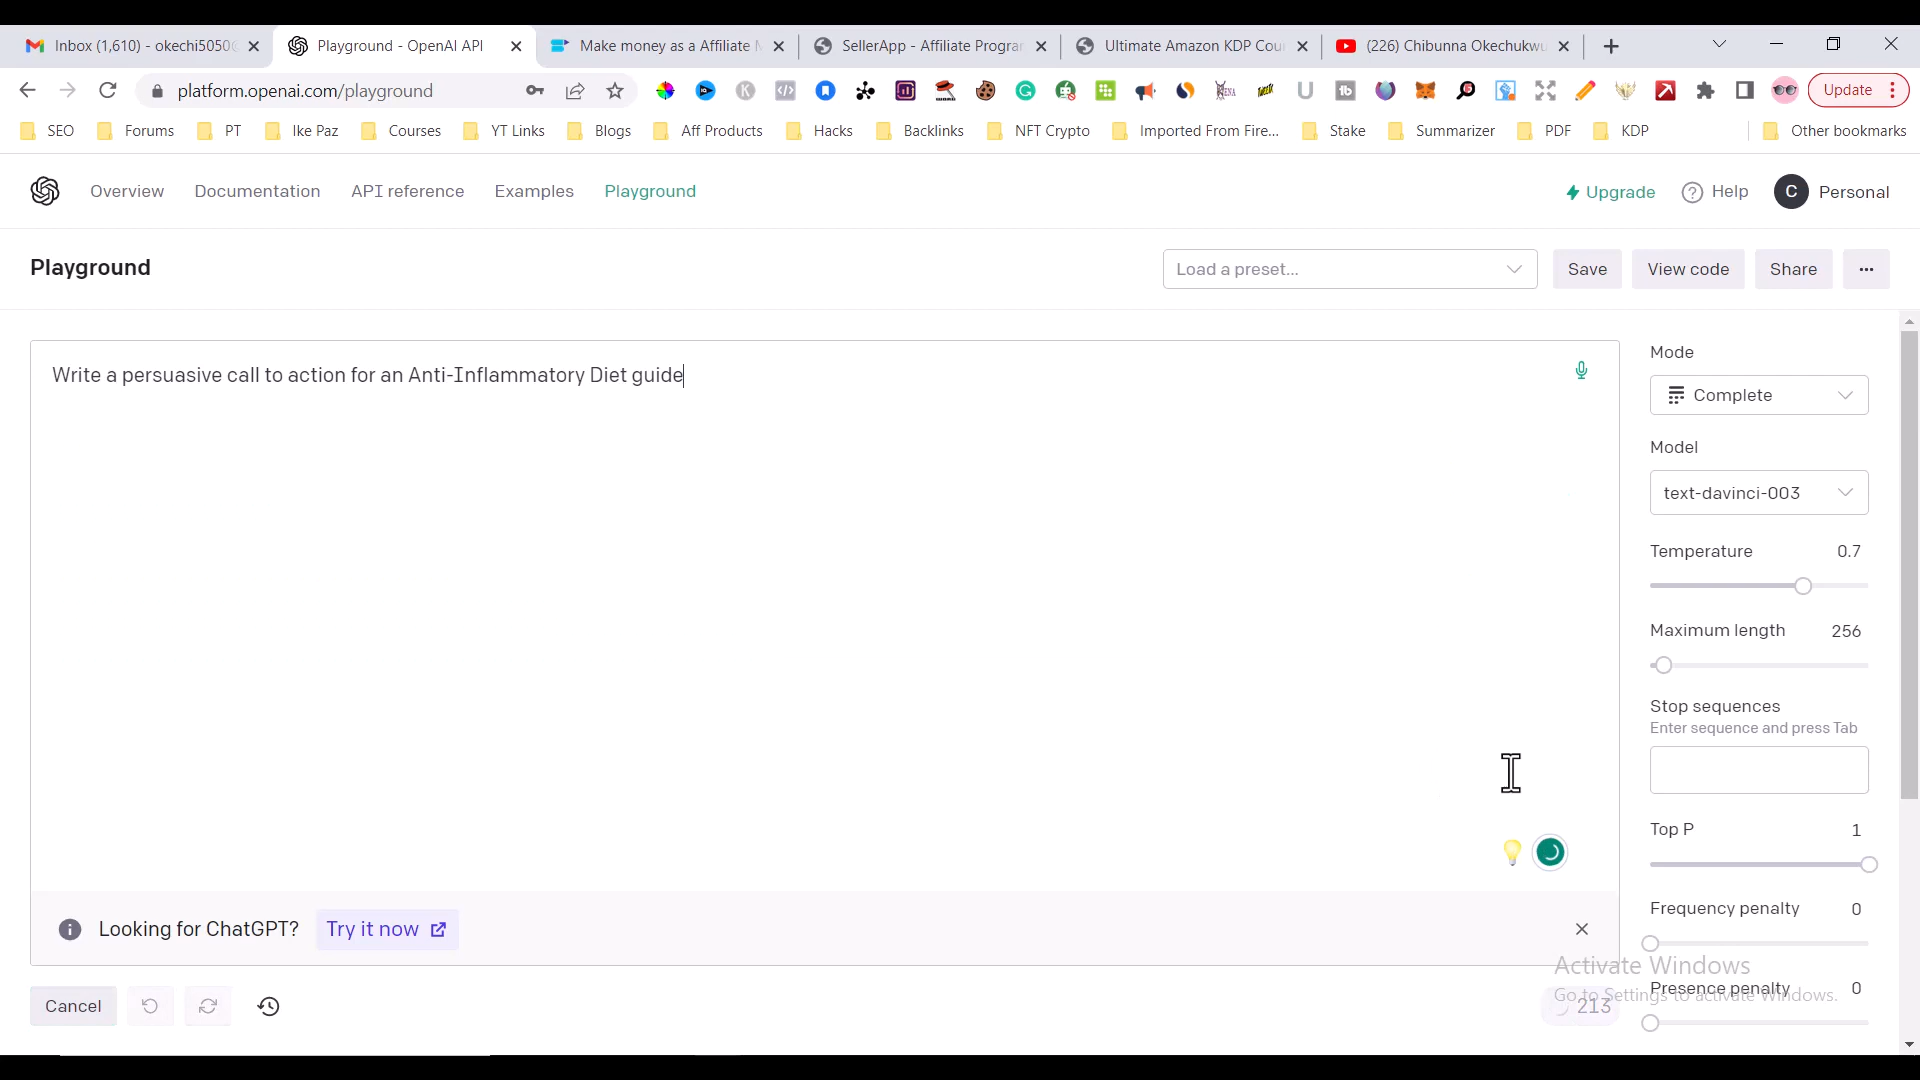 Inbox (1,610) - okechi5050
Playground - OpenAI API
Make money as a Affiliate
SellerApp - Affiliate Progra
Ultimate Amazon KDP Cou
(226) Chibunna Okechukwu
platform.openai.com/playground
Update
SEO
Forums
PT
Ike Paz
Courses
YT Links
Blogs
Aff Products
Hacks
Backlinks
NFT Crypto
Imported From Fire...
Stake
Summarizer
PDF
KDP
Other bookmarks
Overview
Documentation
API reference
Examples
Playground
Upgrade
Help
C
Personal
Playground
Load a preset...
Save
View code
Share
...
Write a persuasive call to action for an Anti-Inflammatory Diet guide
Mode
Complete
Model
text-davinci-003
Temperature 0.7
Maximum length 256
Stop sequences
Enter sequence and press Tab
Top P 1
Frequency penalty 0
Looking for ChatGPT? Try it now
Activate Windows
Go to Settings to activate Windows.
Presence penalty 0
Cancel
213